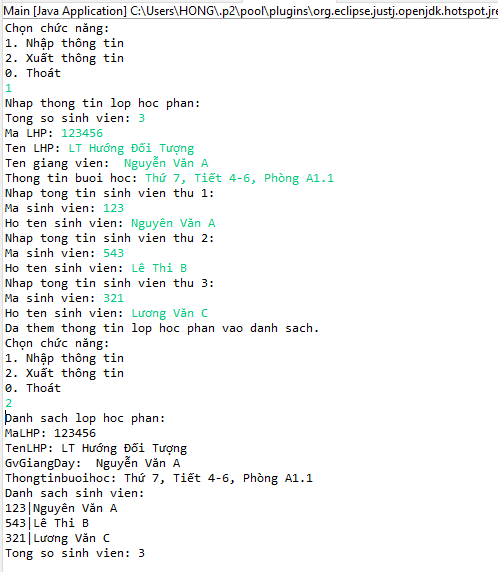 Main [Java Application] C:\Users\HONG\.p2\pool\plugins\org.eclipse.justj.openjdk.hotspot.jre
Chọn chức năng:
1. Nhập thông tin
2. Xuất thông tin
0. Thoát
1
Nhap thong tin lop hoc phan:
Tong so sinh vien: 3
Ma LHP: 123456
Ten LHP: LT Hướng Đối Tượng
Ten giang vien:  Nguyễn Văn A
Thong tin buoi hoc: Thứ 7, Tiết 4-6, Phòng A1.1
Nhap tong tin sinh vien thu 1:
Ma sinh vien: 123
Ho ten sinh vien: Nguyên Văn A
Nhap tong tin sinh vien thu 2:
Ma sinh vien: 543
Ho ten sinh vien: Lê Thi B
Nhap tong tin sinh vien thu 3:
Ma sinh vien: 321
Ho ten sinh vien: Lương Văn C
Da them thong tin lop hoc phan vao danh sach.
Chọn chức năng:
1. Nhập thông tin
2. Xuất thông tin
0. Thoát
2
Danh sach lop hoc phan:
MaLHP: 123456
TenLHP: LT Hướng Đối Tượng
GvGiangDay:  Nguyễn Văn A
Thongtinbuoihoc: Thứ 7, Tiết 4-6, Phòng A1.1
Danh sach sinh vien:
123|Nguyên Văn A
543|Lê Thi B
321|Lương Văn C
Tong so sinh vien: 3